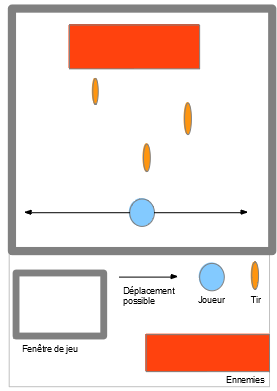 Déplacement
possible
Joueur
Tir
Fenêtre de jeu
Ennemies